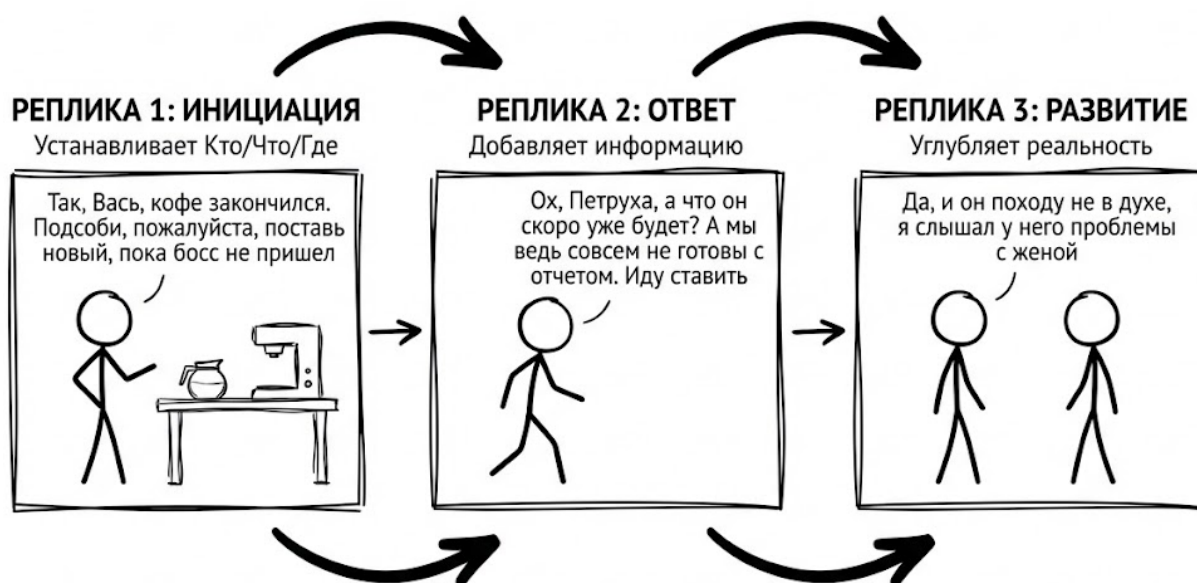 РЕПЛИКА 1: ИНИЦИАЦИЯ
Устанавливает Кто/Что/Где
Так, Вась, кофе закончился.
Подсоби, пожалуйста, поставь
новый, пока босс не пришел
РЕПЛИКА 2: ОТВЕТ
Добавляет информацию
Ох, Петруха, а что он
скоро уже будет? А мы
ведь совсем не готовы с
отчетом. Иду ставить
РЕПЛИКА 3: РАЗВИТИЕ
Углубляет реальность
Да, и он походу не в духе,
я слышал у него проблемы
с женой